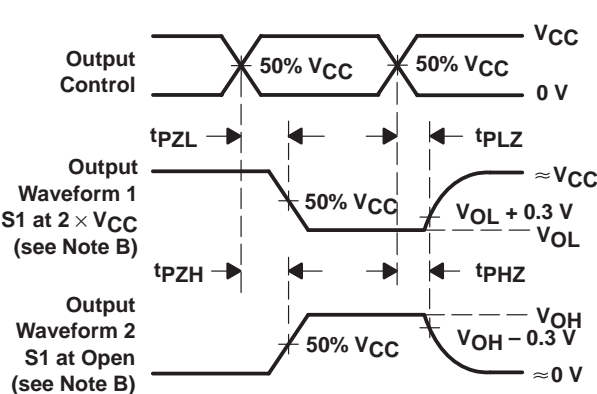 VCC
Output
Control
50% VCC
50% VCC
0 V
tPZL
tPLZ
Output
Waveform 1
S1 at 2 × VCC
(see Note B)
≈VCC
50% VCC
VOL + 0.3 V
VOL
tPZH
tPHZ
Output
Waveform 2
S1 at Open
(see Note B)
VOH
VOH − 0.3 V
50% VCC
≈0 V